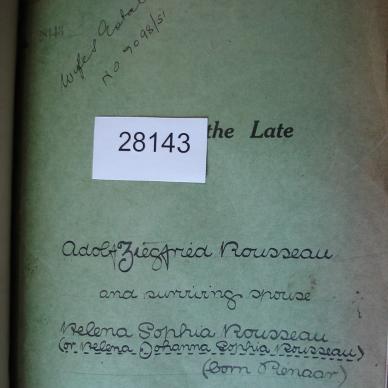 Wife's Estate
No 7098/51
the Late
28143
Adolf Ziegfried Rousseau
and surviving spouse
Helena Sophia Rousseau
(or Helena Johanna Sophia Rousseau)
(born Pienaar)